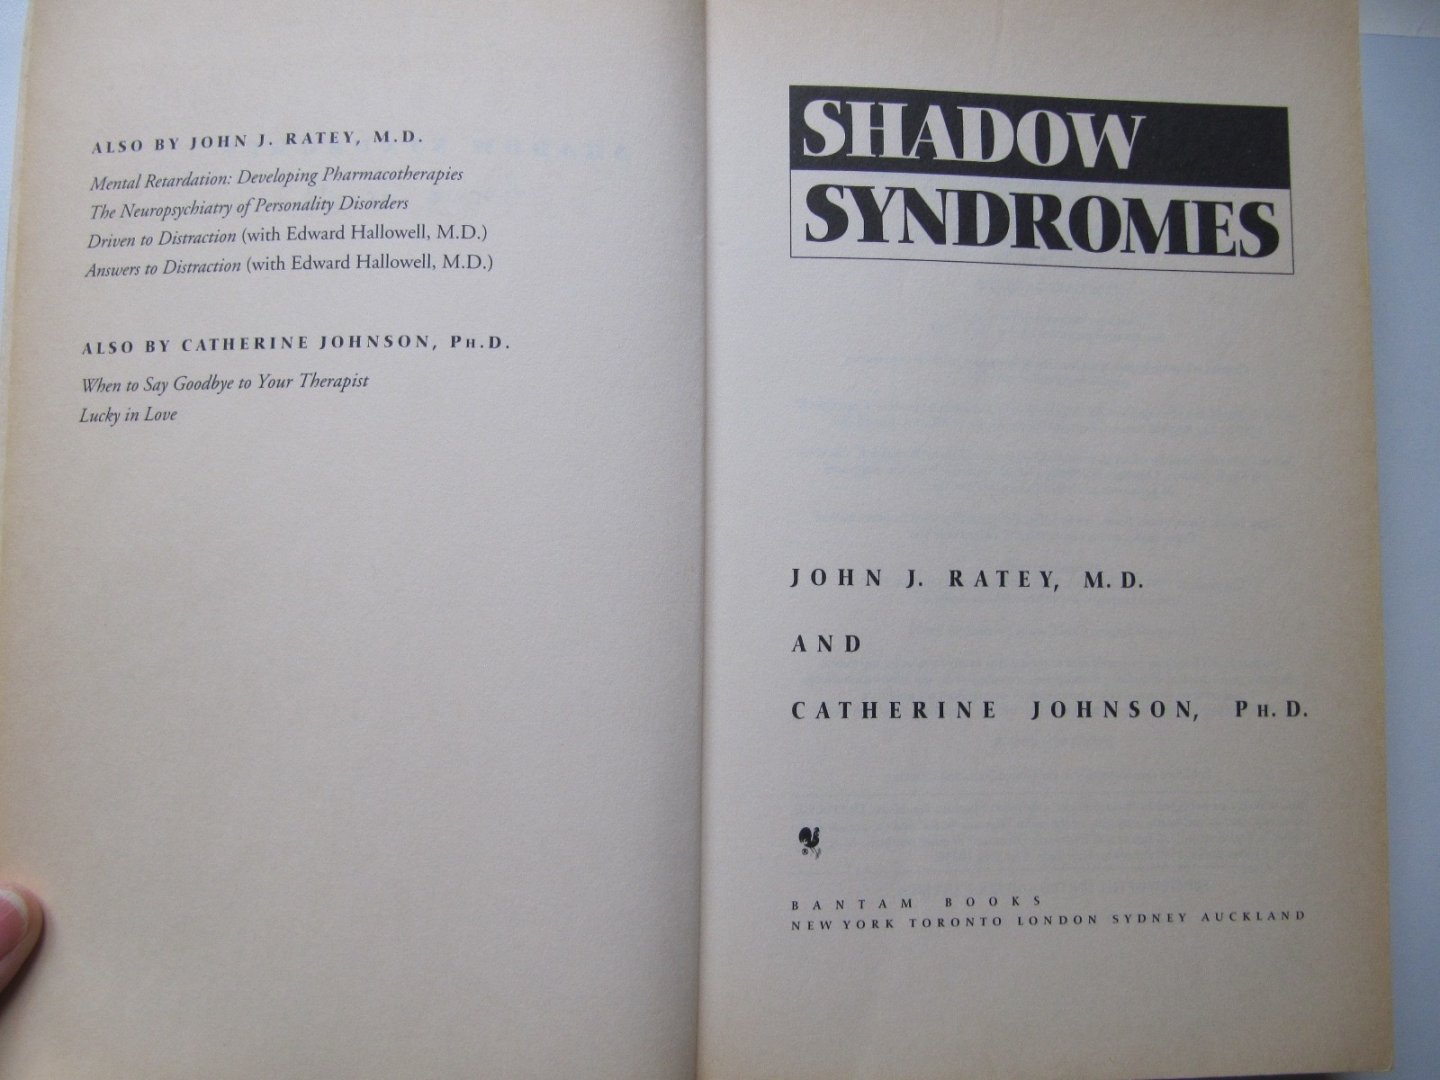 ALSO BY JOHN J. RATEY, M.D.
Mental Retardation: Developing Pharmacotherapies
The Neuropsychiatry of Personality Disorders
Driven to Distraction (with Edward Hallowell, M.D.)
Answers to Distraction (with Edward Hallowell, M.D.)
ALSO BY CATHERINE JOHNSON, PH.D.
When to Say Goodbye to Your Therapist
Lucky in Love
SHADOW
SYNDROMES
JOHN J. RATEY, M.D.
AND
CATHERINE JOHNSON, PH.D.
®
BANTAM BOOKS
NEW YORK TORONTO LONDON SYDNEY AUCKLAND